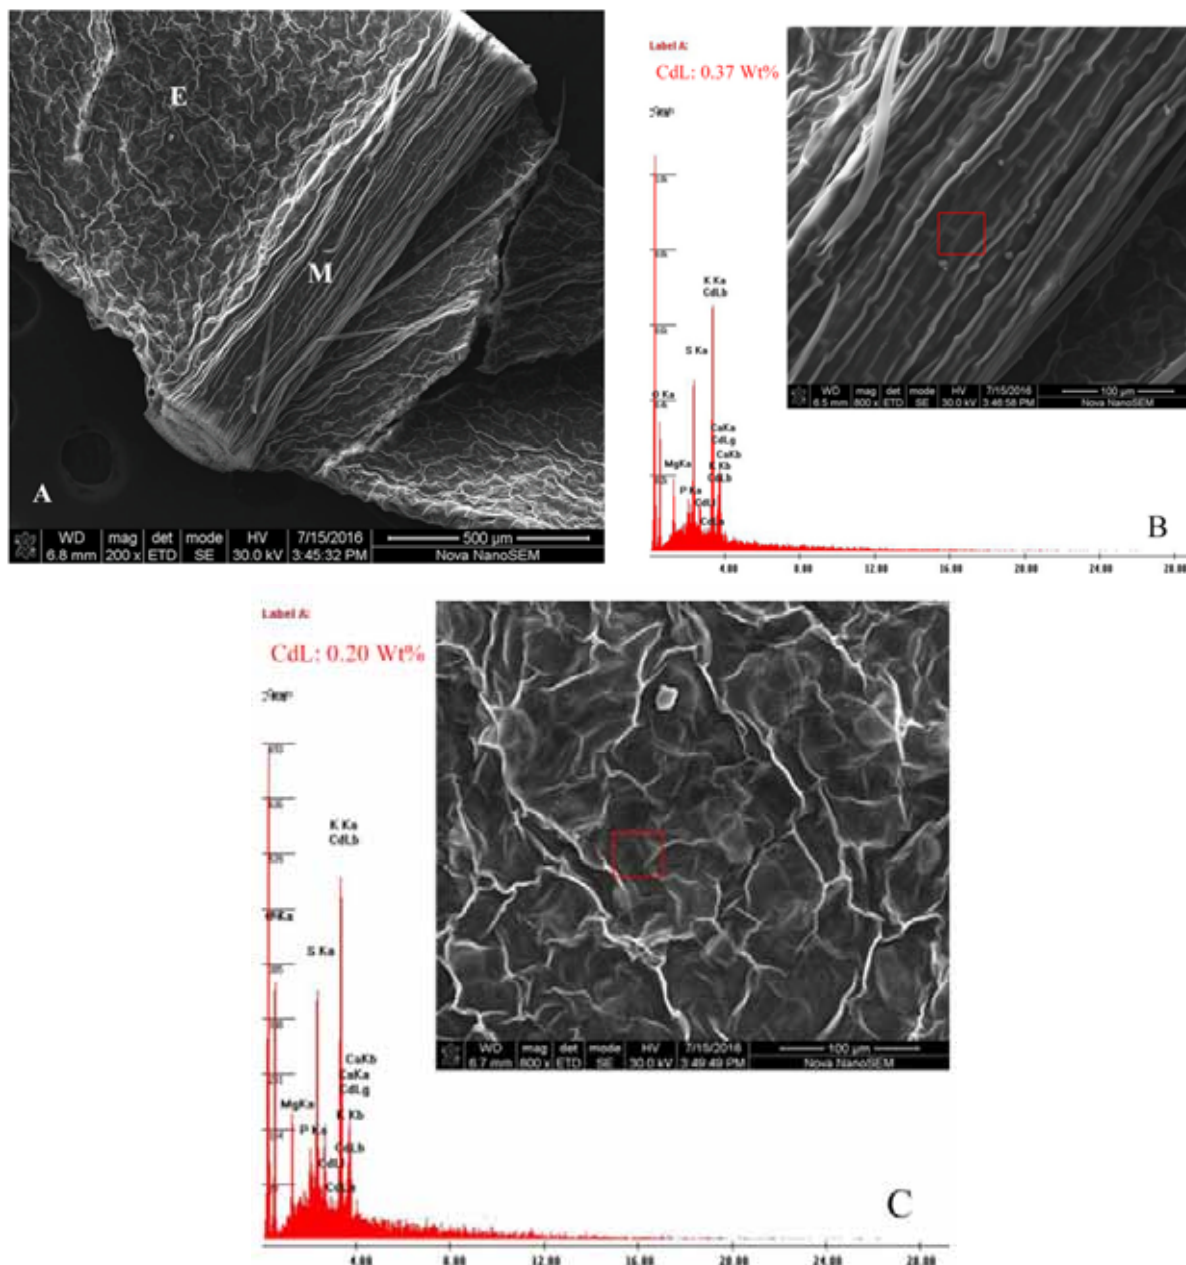 E
M
A
WD mag det mode HV 7/15/2016 500 µm
6.8 mm 200 x ETD SE 30.0 kV 3:45:32 PM Nova NanoSEM
Label A:
CdL: 0.37 Wt%
K Ka
CdLb
S Ka
O Ka
CaKa
CdLg
CaKb
MgKa
K Kb
CdLb
P Ka
CdLl
CdLa
4.00 8.00 12.00 16.00 20.00 24.00 28.00
WD mag det mode HV 7/15/2016 100 µm
6.5 mm 800 x ETD SE 30.0 kV 3:46:58 PM Nova NanoSEM
B
Label A:
CdL: 0.20 Wt%
K Ka
CdLb
S Ka
CaKb
CaKa
CdLg
MgKa
K Kb
P Ka
CdLb
CdLl
CdLa
4.00 8.00 12.00 16.00 20.00 24.00 28.00
WD mag det mode HV 7/15/2016 100 µm
6.7 mm 800 x ETD SE 30.0 kV 3:49:49 PM Nova NanoSEM
C